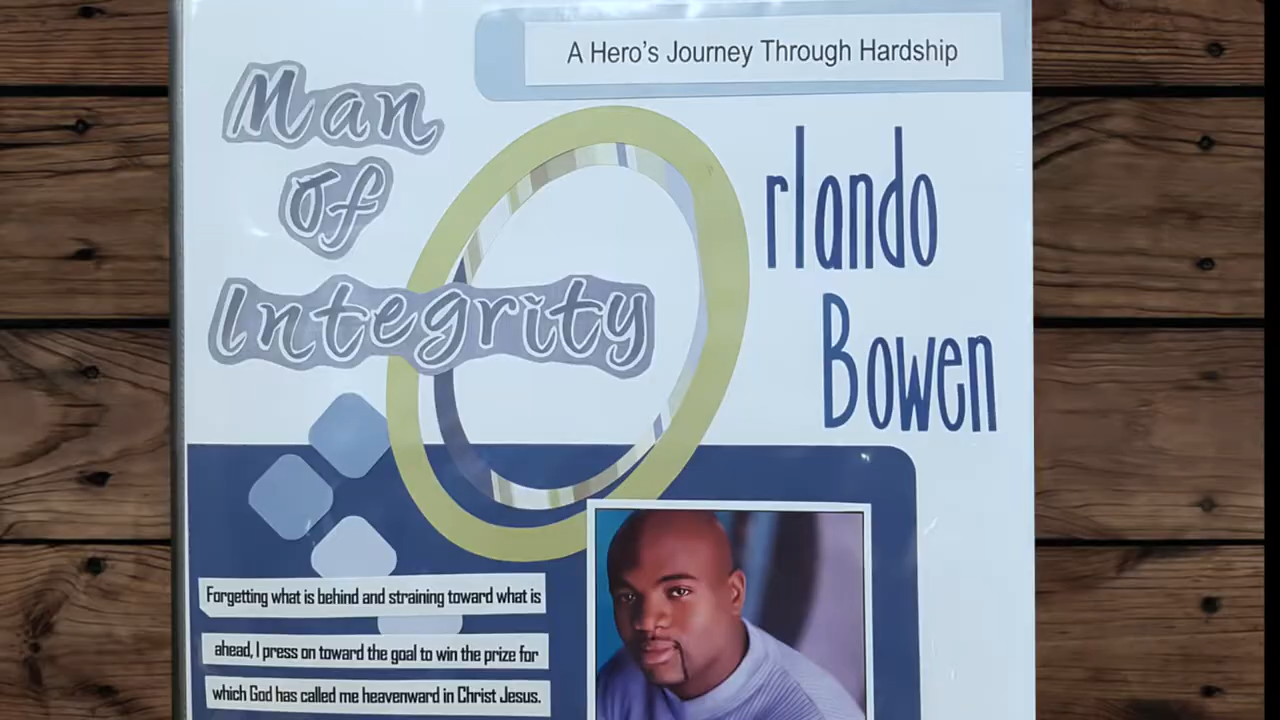 A Hero's Journey Through Hardship
Man
Of
Integrity
Orlando
Bowen
Forgetting what is behind and straining toward what is
ahead, I press on toward the goal to win the prize for
which God has called me heavenward in Christ Jesus.